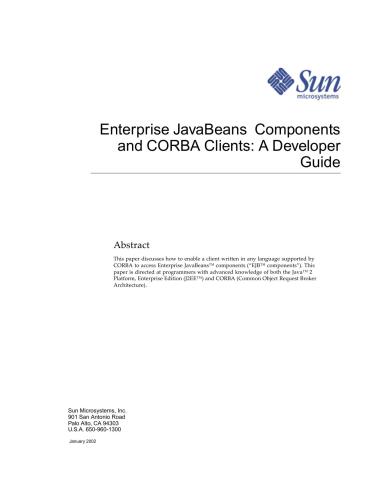 Sun
microsystems
Enterprise JavaBeans Components
and CORBA Clients: A Developer
Guide
Abstract
This paper discusses how to enable a client written in any language supported by
CORBA to access Enterprise JavaBeans™ components ("EJB™ components"). This
paper is directed at programmers with advanced knowledge of both the Java™ 2
Platform, Enterprise Edition (J2EE™) and CORBA (Common Object Request Broker
Architecture).
Sun Microsystems, Inc.
901 San Antonio Road
Palo Alto, CA 94303
U.S.A. 650-960-1300
January 2002